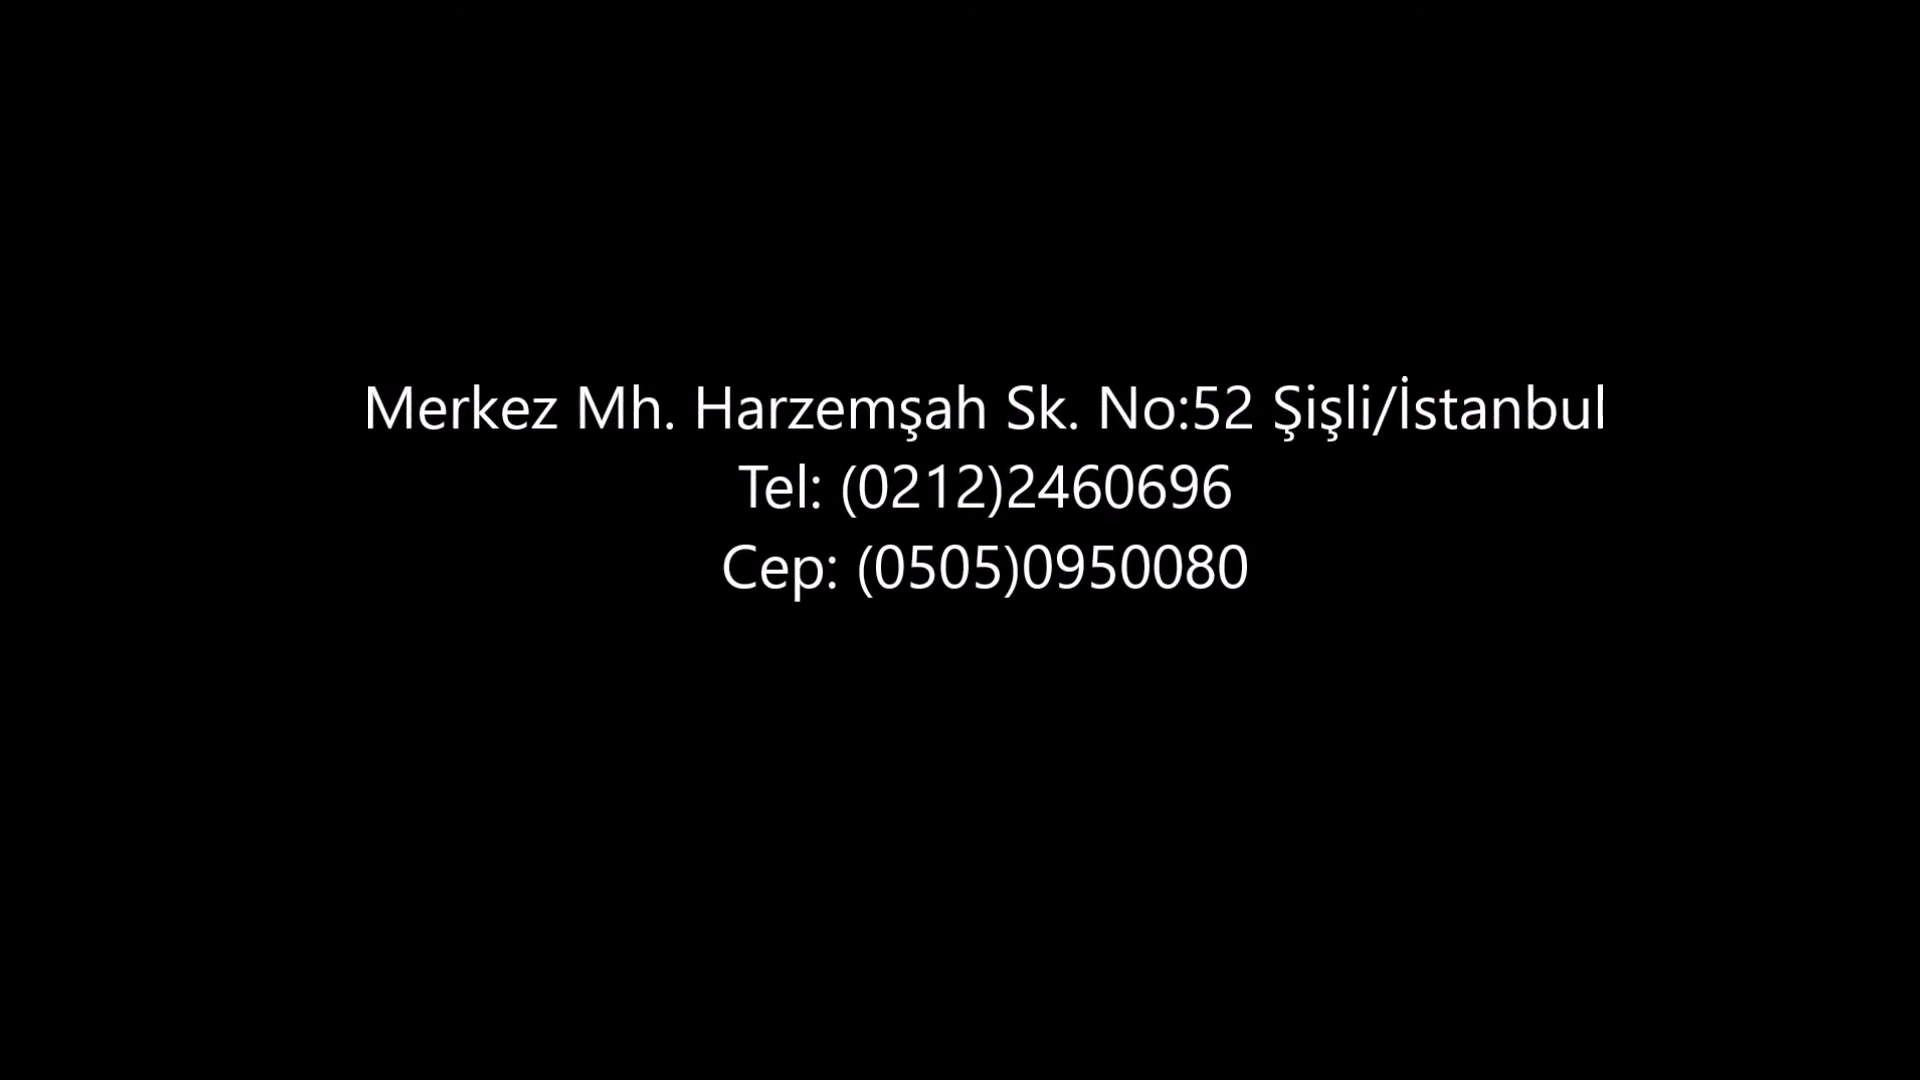 Merkez Mh. Harzemşah Sk. No:52 Şişli/İstanbul
Tel: (0212)2460696
Cep: (0505)0950080